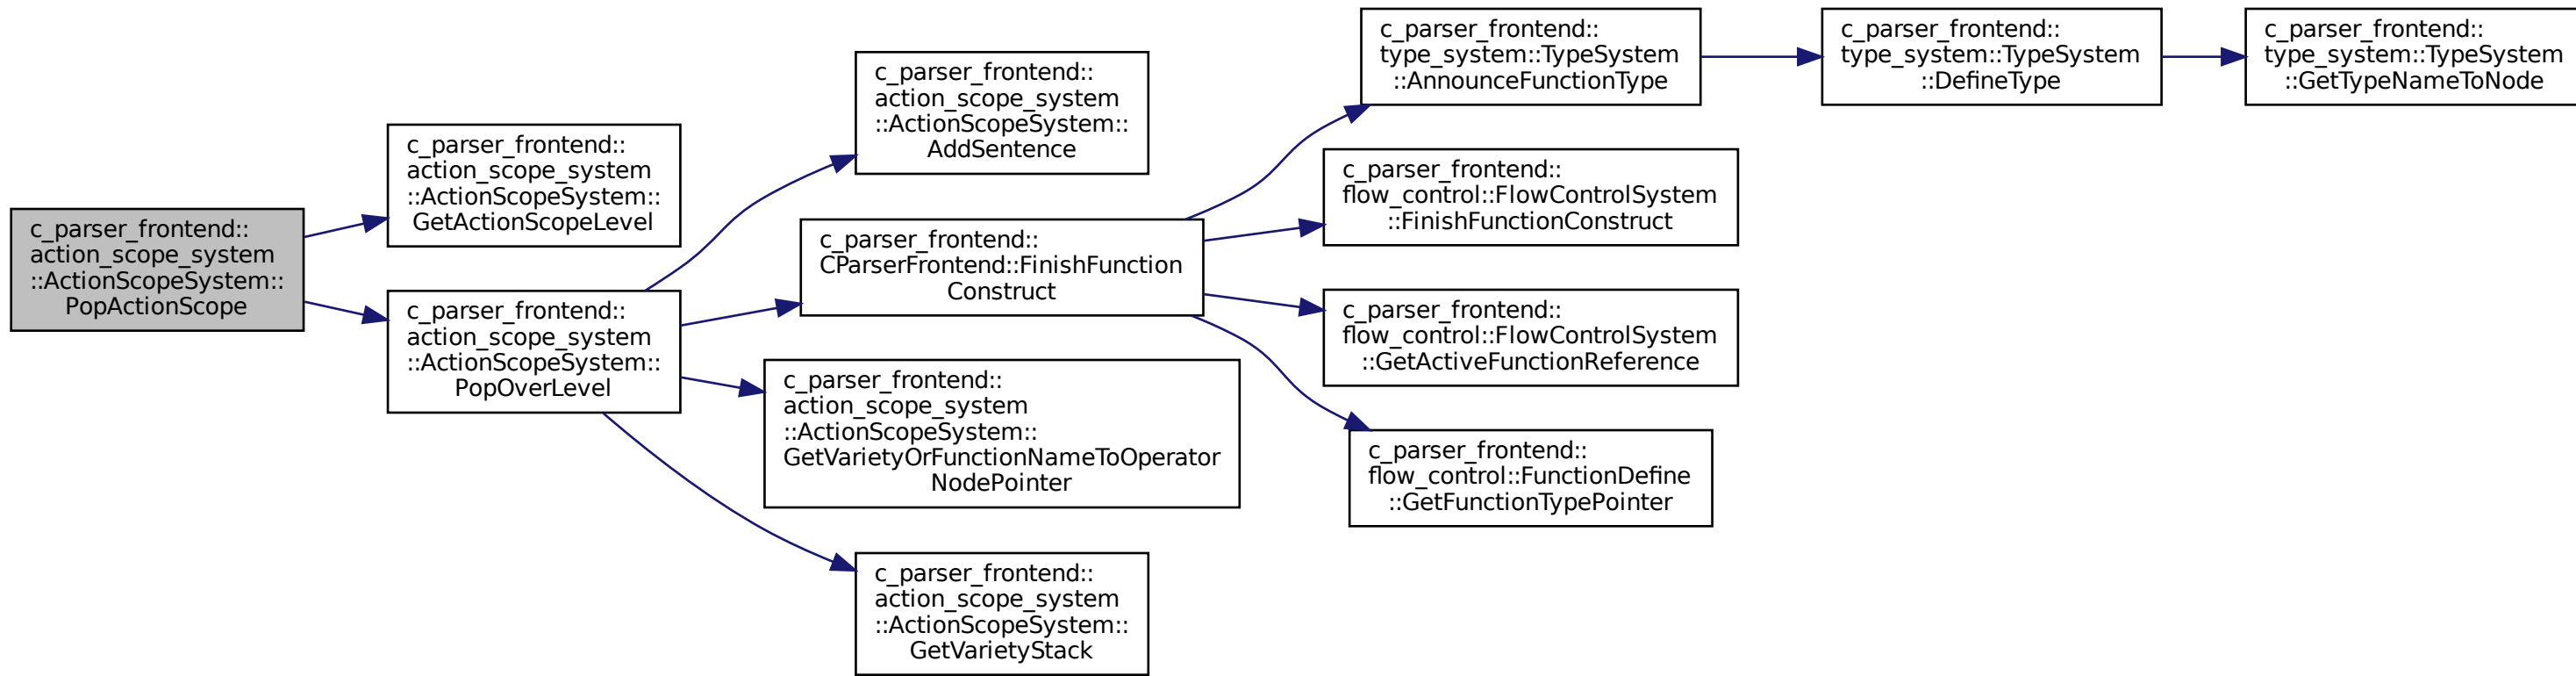 c_parser_frontend::
action_scope_system
::ActionScopeSystem::
PopActionScope
c_parser_frontend::
action_scope_system
::ActionScopeSystem::
GetActionScopeLevel
c_parser_frontend::
action_scope_system
::ActionScopeSystem::
PopOverLevel
c_parser_frontend::
action_scope_system
::ActionScopeSystem::
AddSentence
c_parser_frontend::
CParserFrontend::FinishFunction
Construct
c_parser_frontend::
action_scope_system
::ActionScopeSystem::
GetVarietyOrFunctionNameToOperator
NodePointer
c_parser_frontend::
action_scope_system
::ActionScopeSystem::
GetVarietyStack
c_parser_frontend::
type_system::TypeSystem
::AnnounceFunctionType
c_parser_frontend::
flow_control::FlowControlSystem
::FinishFunctionConstruct
c_parser_frontend::
flow_control::FlowControlSystem
::GetActiveFunctionReference
c_parser_frontend::
flow_control::FunctionDefine
::GetFunctionTypePointer
c_parser_frontend::
type_system::TypeSystem
::DefineType
c_parser_frontend::
type_system::TypeSystem
::GetTypeNameToNode